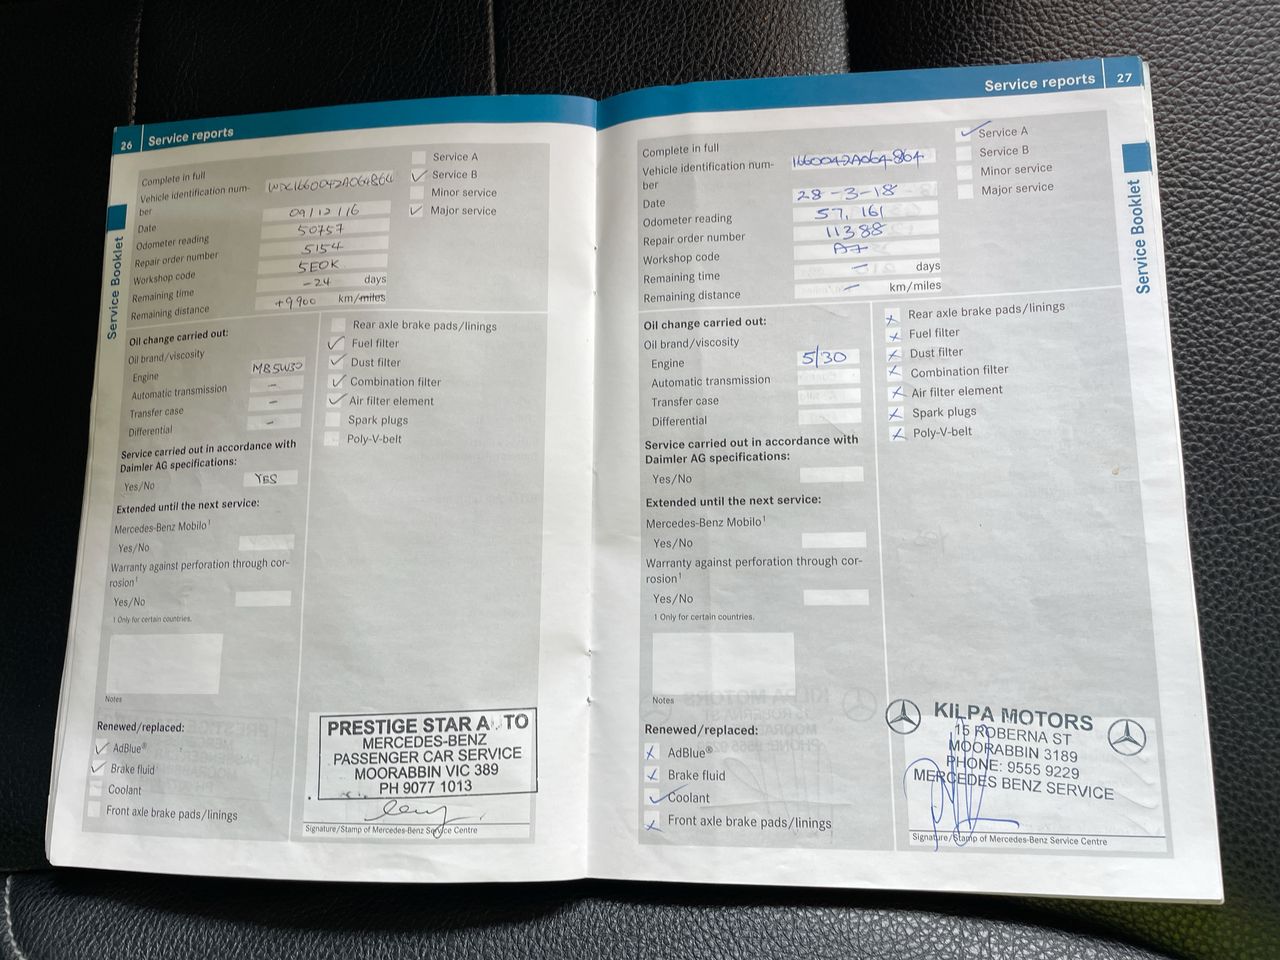 26 Service reports
Complete in full
Vehicle identification num-
ber
WDC1660042A064864
Date 09/12/16
Odometer reading 50757
Repair order number 5154
Workshop code 5E0K
Remaining time -24 days
Remaining distance +9900 km/miles
Service A
Service B
Minor service
Major service
Service Booklet
Oil change carried out:
Oil brand/viscosity
Engine MB5W30
Automatic transmission -
Transfer case -
Differential -
Service carried out in accordance with
Daimler AG specifications:
Yes/No YES
Extended until the next service:
Mercedes-Benz Mobilo1
Yes/No
Warranty against perforation through cor-
rosion1
Yes/No
1 Only for certain countries.
Rear axle brake pads/linings
Fuel filter
Dust filter
Combination filter
Air filter element
Spark plugs
Poly-V-belt
Notes
Renewed/replaced:
AdBlue®
Brake fluid
Coolant
Front axle brake pads/linings
PRESTIGE STAR AUTO
MERCEDES-BENZ
PASSENGER CAR SERVICE
MOORABBIN VIC 389
PH 9077 1013
Signature/Stamp of Mercedes-Benz Service Centre
Service reports 27
Complete in full
Vehicle identification num-
ber
1660042A064864
Date 28-3-18
Odometer reading 57,161
Repair order number 11388
Workshop code A7
Remaining time - days
Remaining distance - km/miles
Service A
Service B
Minor service
Major service
Service Booklet
Oil change carried out:
Oil brand/viscosity
Engine 5/30
Automatic transmission
Transfer case
Differential
Service carried out in accordance with
Daimler AG specifications:
Yes/No
Extended until the next service:
Mercedes-Benz Mobilo1
Yes/No
Warranty against perforation through cor-
rosion1
Yes/No
1 Only for certain countries.
Rear axle brake pads/linings
Fuel filter
Dust filter
Combination filter
Air filter element
Spark plugs
Poly-V-belt
Notes
Renewed/replaced:
AdBlue®
Brake fluid
Coolant
Front axle brake pads/linings
KILPA MOTORS
15 ROBERNA ST
MOORABBIN 3189
PHONE: 9555 9229
MERCEDES BENZ SERVICE
Signature/Stamp of Mercedes-Benz Service Centre